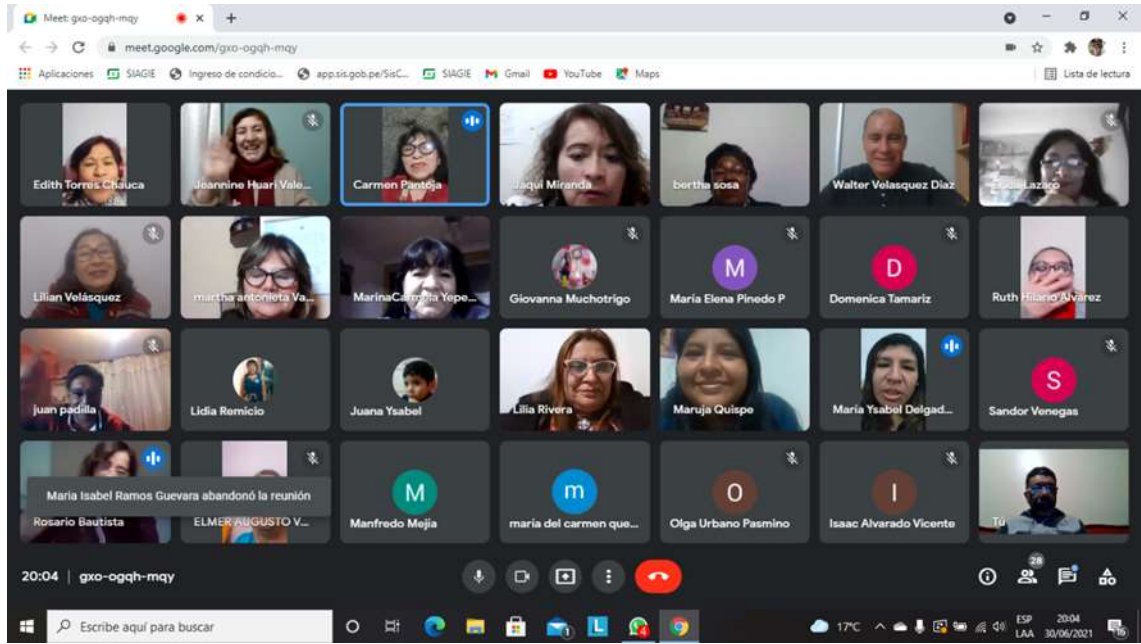 Meet: gxo-ogqh-mqy
meet.google.com/gxo-ogqh-mqy
Aplicaciones SIAGIE Ingreso de condicio... app.sis.gob.pe/SisC... SIAGIE Gmail YouTube Maps Lista de lectura
Edith Torres Chauca
Jeannine Huari Vale...
Carmen Pantoja
Jaqui Miranda
bertha sosa
Walter Velasquez Diaz
Lazaro
Lilian Velásquez
martha antonieta Va...
MarinaCarmela Yepe...
Giovanna Muchotrigo
M
María Elena Pinedo P
D
Domenica Tamariz
Ruth Hilario Alvarez
juan padilla
Lidia Remicio
Juana Ysabel
Lilia Rivera
Maruja Quispe
María Ysabel Delgad...
S
Sandor Venegas
Maria Isabel Ramos Guevara abandonó la reunión
Rosario Bautista
ELMER AUGUSTO V...
M
Manfredo Mejía
m
maría del carmen que...
O
Olga Urbano Pasmino
I
Isaac Alvarado Vicente
Tú
20:04 | gxo-ogqh-mqy
28
Escribe aquí para buscar
17°C
ESP
LAA
20:04
30/06/2021